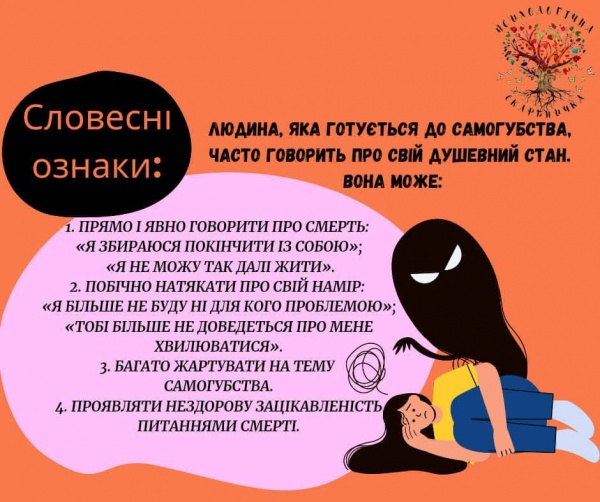 ПСИХОЛОГІЧНА
СКАРБНИЧКА
Словесні
ознаки:
ЛЮДИНА, ЯКА ГОТУЄТЬСЯ ДО САМОГУБСТВА,
ЧАСТО ГОВОРИТЬ ПРО СВІЙ ДУШЕВНИЙ СТАН.
ВОНА МОЖЕ:
1. ПРЯМО І ЯВНО ГОВОРИТИ ПРО СМЕРТЬ:
«Я ЗБИРАЮСЯ ПОКІНЧИТИ ІЗ СОБОЮ»;
«Я НЕ МОЖУ ТАК ДАЛІ ЖИТИ».
2. ПОБІЧНО НАТЯКАТИ ПРО СВІЙ НАМІР:
«Я БІЛЬШЕ НЕ БУДУ НІ ДЛЯ КОГО ПРОБЛЕМОЮ»;
«ТОБІ БІЛЬШЕ НЕ ДОВЕДЕТЬСЯ ПРО МЕНЕ
ХВИЛЮВАТИСЯ».
3. БАГАТО ЖАРТУВАТИ НА ТЕМУ
САМОГУБСТВА.
4. ПРОЯВЛЯТИ НЕЗДОРОВУ ЗАЦІКАВЛЕНІСТЬ
ПИТАННЯМИ СМЕРТІ.